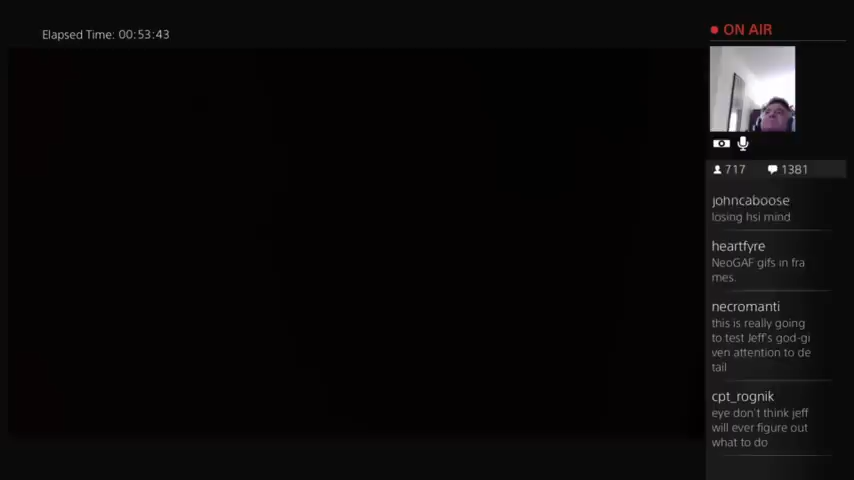 Elapsed Time: 00:53:43
ON AIR
717 1381
johncaboose
losing hsi mind
heartfyre
NeoGAF gifs in fra
mes.
necromanti
this is really going
to test Jeff's god-gi
ven attention to de
tail
cpt_rognik
eye don't think jeff
will ever figure out
what to do